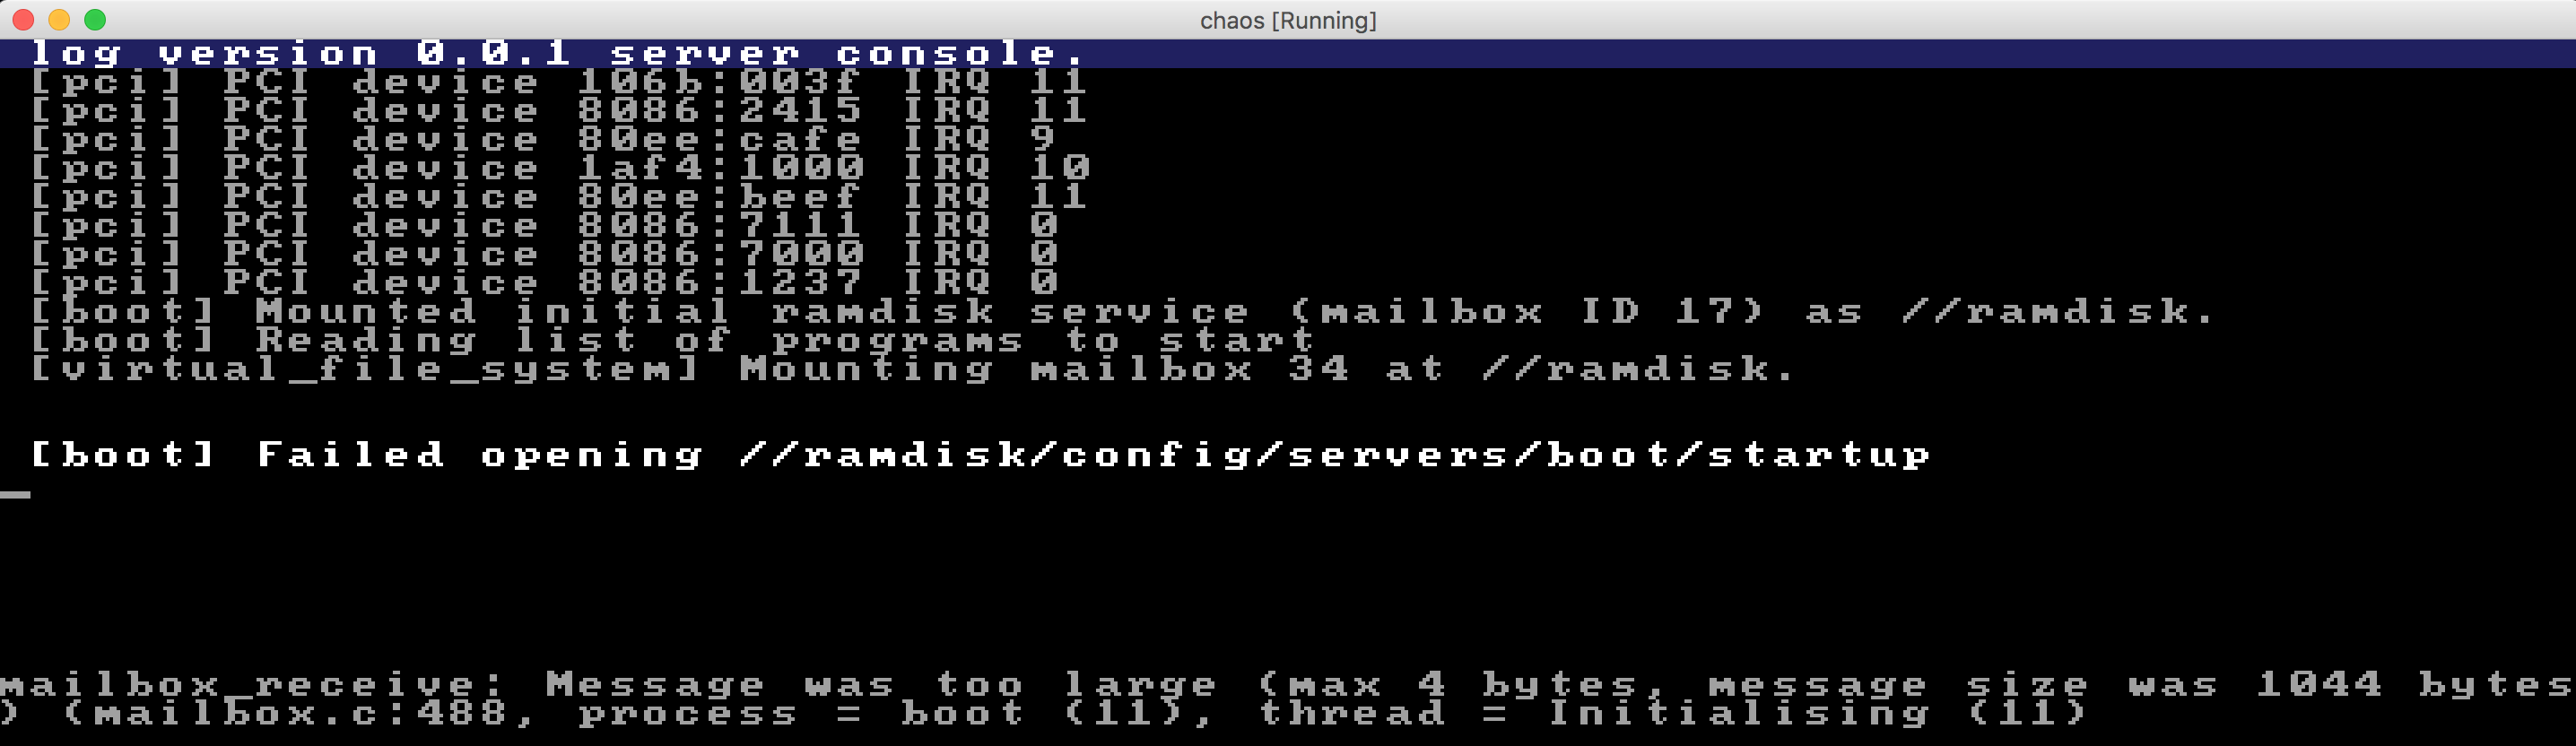 chaos [Running]
log version 0.0.1 server console.
[pci] PCI device 106b:003f IRQ 11
[pci] PCI device 8086:2415 IRQ 11
[pci] PCI device 80ee:cafe IRQ 9
[pci] PCI device 1af4:1000 IRQ 10
[pci] PCI device 80ee:beef IRQ 11
[pci] PCI device 8086:7111 IRQ 0
[pci] PCI device 8086:7000 IRQ 0
[pci] PCI device 8086:1237 IRQ 0
[boot] Mounted initial ramdisk service (mailbox ID 17) as //ramdisk.
[boot] Reading list of programs to start
[virtual_file_system] Mounting mailbox 34 at //ramdisk.
[boot] Failed opening //ramdisk/config/servers/boot/startup
mailbox_receive: Message was too large (max 4 bytes, message size was 1044 bytes
) (mailbox.c:488, process = boot (11), thread = Initialising (11)